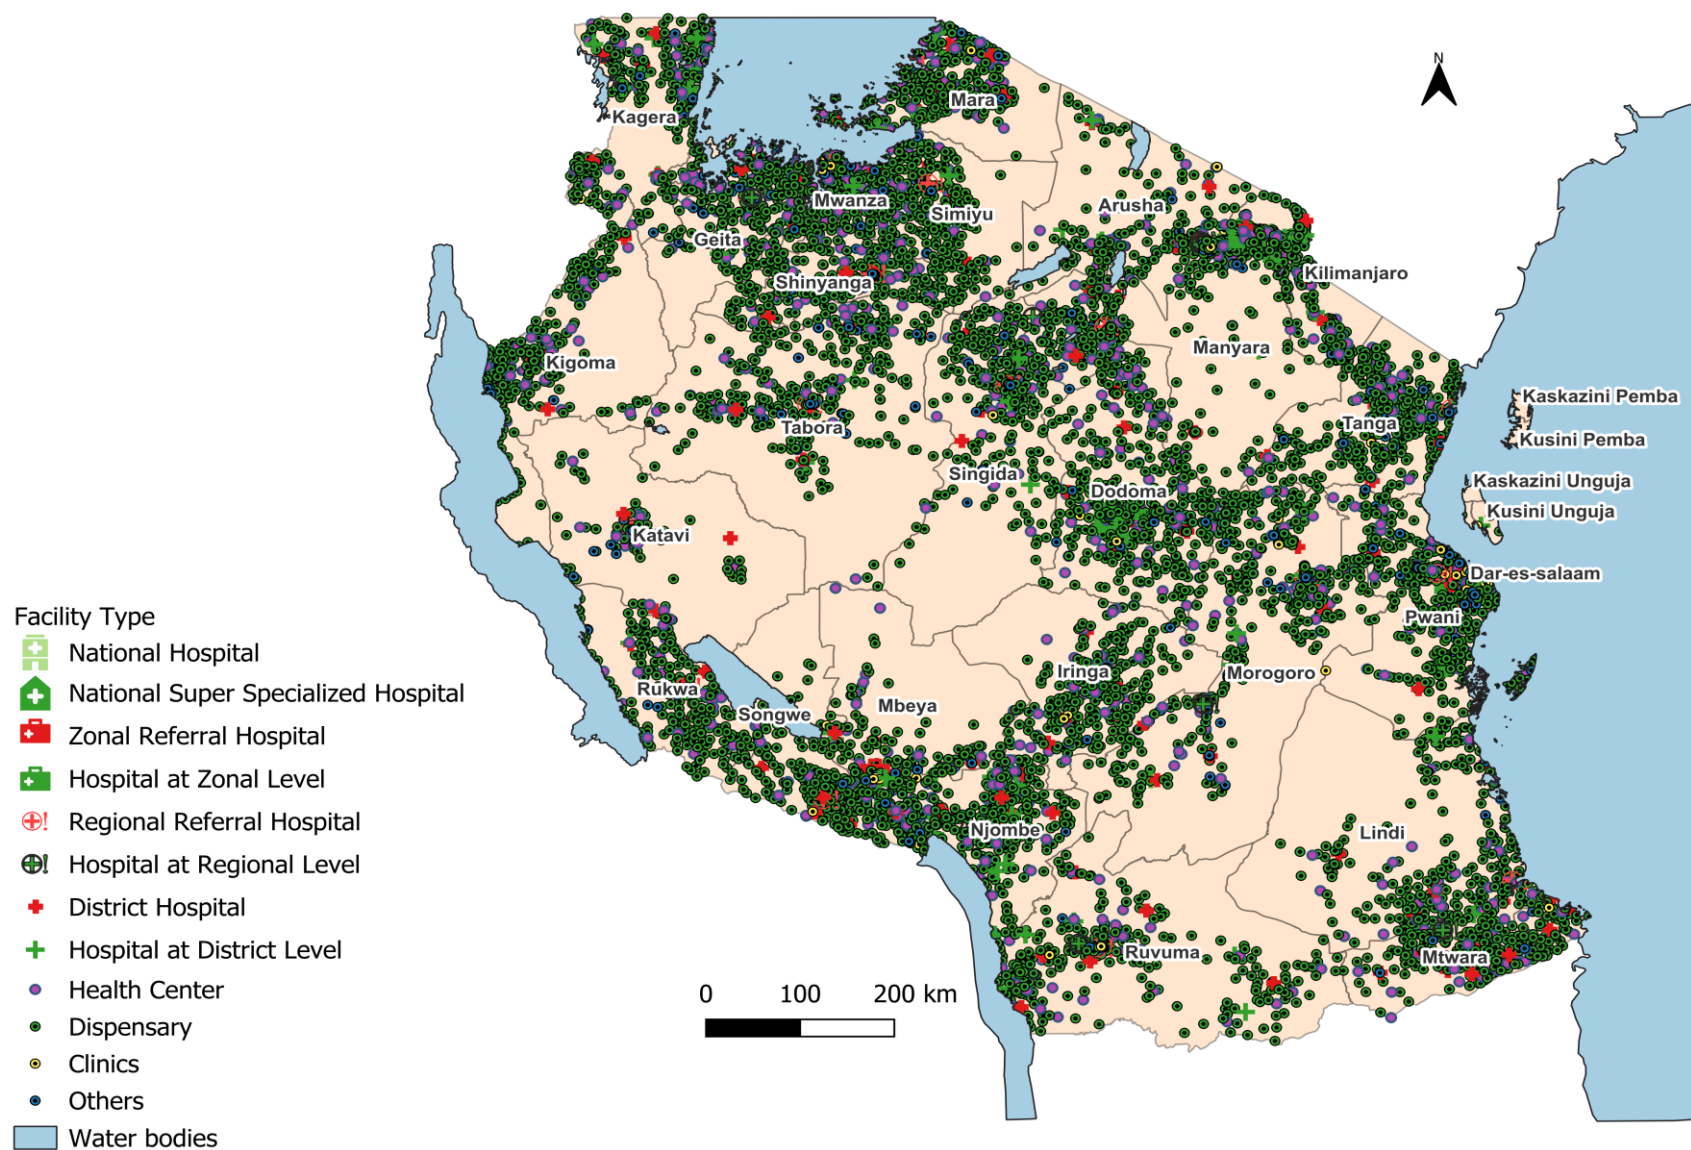 N
Mara
Kagera
Mwanza
Simiyu
Arusha
Geita
Shinyanga
Kilimanjaro
Manyara
Kigoma
Kaskazini Pemba
Tabora
Tanga
Kusini Pemba
Singida
Dodoma
Kaskazini Unguja
Kusini Unguja
Katavi
Dar-es-salaam
Pwani
Iringa
Morogoro
Rukwa
Songwe
Mbeya
Njombe
Lindi
Ruvuma
Mtwara
0 100 200 km
Facility Type
National Hospital
National Super Specialized Hospital
Zonal Referral Hospital
Hospital at Zonal Level
Regional Referral Hospital
Hospital at Regional Level
District Hospital
Hospital at District Level
Health Center
Dispensary
Clinics
Others
Water bodies